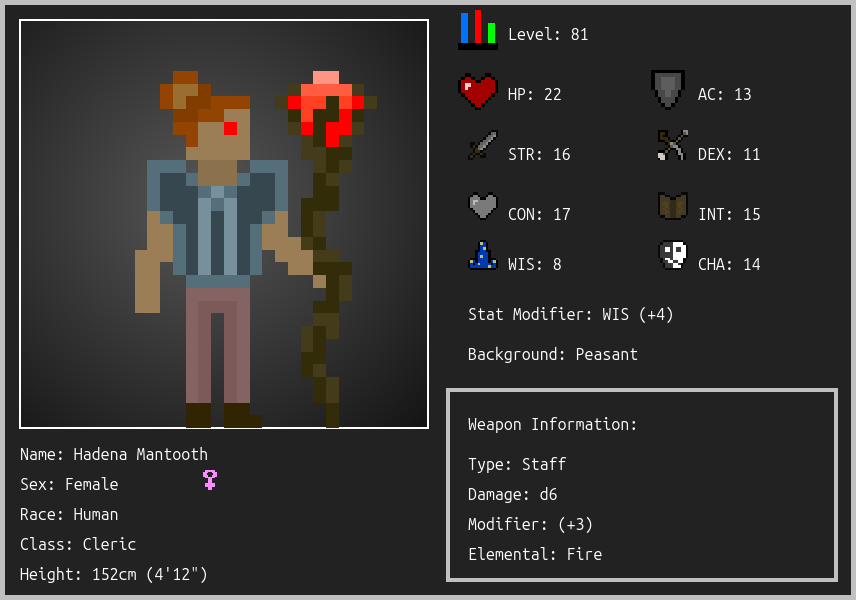 Level: 81
HP: 22
AC: 13
STR: 16
DEX: 11
CON: 17
INT: 15
WIS: 8
CHA: 14
Stat Modifier: WIS (+4)
Background: Peasant
Weapon Information:
Type: Staff
Damage: d6
Modifier: (+3)
Elemental: Fire
Name: Hadena Mantooth
Sex: Female
Race: Human
Class: Cleric
Height: 152cm (4'12")